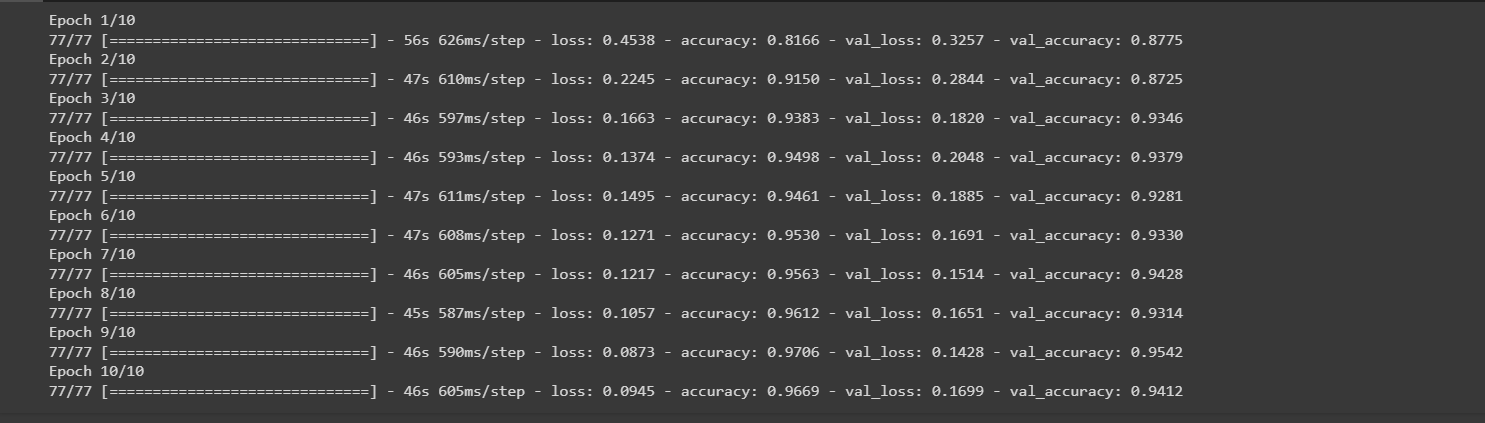 Epoch 1/10
77/77 [==============================] - 56s 626ms/step - loss: 0.4538 - accuracy: 0.8166 - val_loss: 0.3257 - val_accuracy: 0.8775
Epoch 2/10
77/77 [==============================] - 47s 610ms/step - loss: 0.2245 - accuracy: 0.9150 - val_loss: 0.2844 - val_accuracy: 0.8725
Epoch 3/10
77/77 [==============================] - 46s 597ms/step - loss: 0.1663 - accuracy: 0.9383 - val_loss: 0.1820 - val_accuracy: 0.9346
Epoch 4/10
77/77 [==============================] - 46s 593ms/step - loss: 0.1374 - accuracy: 0.9498 - val_loss: 0.2048 - val_accuracy: 0.9379
Epoch 5/10
77/77 [==============================] - 47s 611ms/step - loss: 0.1495 - accuracy: 0.9461 - val_loss: 0.1885 - val_accuracy: 0.9281
Epoch 6/10
77/77 [==============================] - 47s 608ms/step - loss: 0.1271 - accuracy: 0.9530 - val_loss: 0.1691 - val_accuracy: 0.9330
Epoch 7/10
77/77 [==============================] - 46s 605ms/step - loss: 0.1217 - accuracy: 0.9563 - val_loss: 0.1514 - val_accuracy: 0.9428
Epoch 8/10
77/77 [==============================] - 45s 587ms/step - loss: 0.1057 - accuracy: 0.9612 - val_loss: 0.1651 - val_accuracy: 0.9314
Epoch 9/10
77/77 [==============================] - 46s 590ms/step - loss: 0.0873 - accuracy: 0.9706 - val_loss: 0.1428 - val_accuracy: 0.9542
Epoch 10/10
77/77 [==============================] - 46s 605ms/step - loss: 0.0945 - accuracy: 0.9669 - val_loss: 0.1699 - val_accuracy: 0.9412